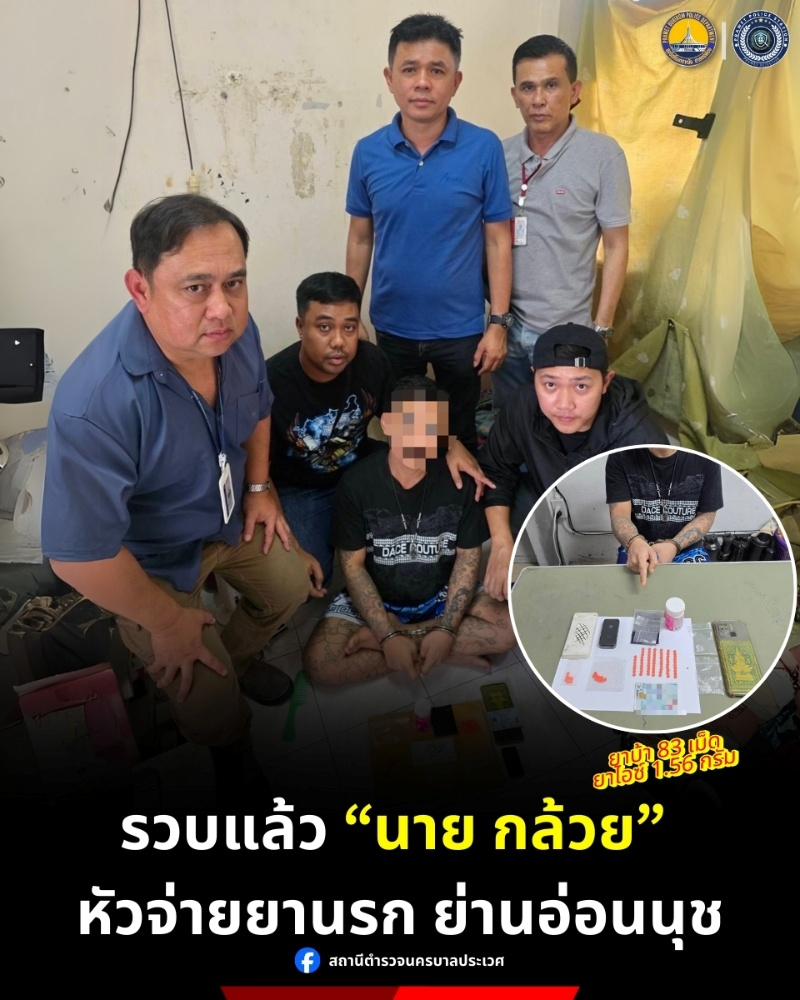 PRAWET POLICE STATION
DACE COUTURE
DACE COUTURE
ยาบ้า 83 เม็ด
ยาไอซ์ 1.56 กรัม
รวบแล้ว “นาย กล้วย”
หัวจ่ายยานรก ย่านอ่อนนุช
สถานีตำรวจนครบาลประเวศ